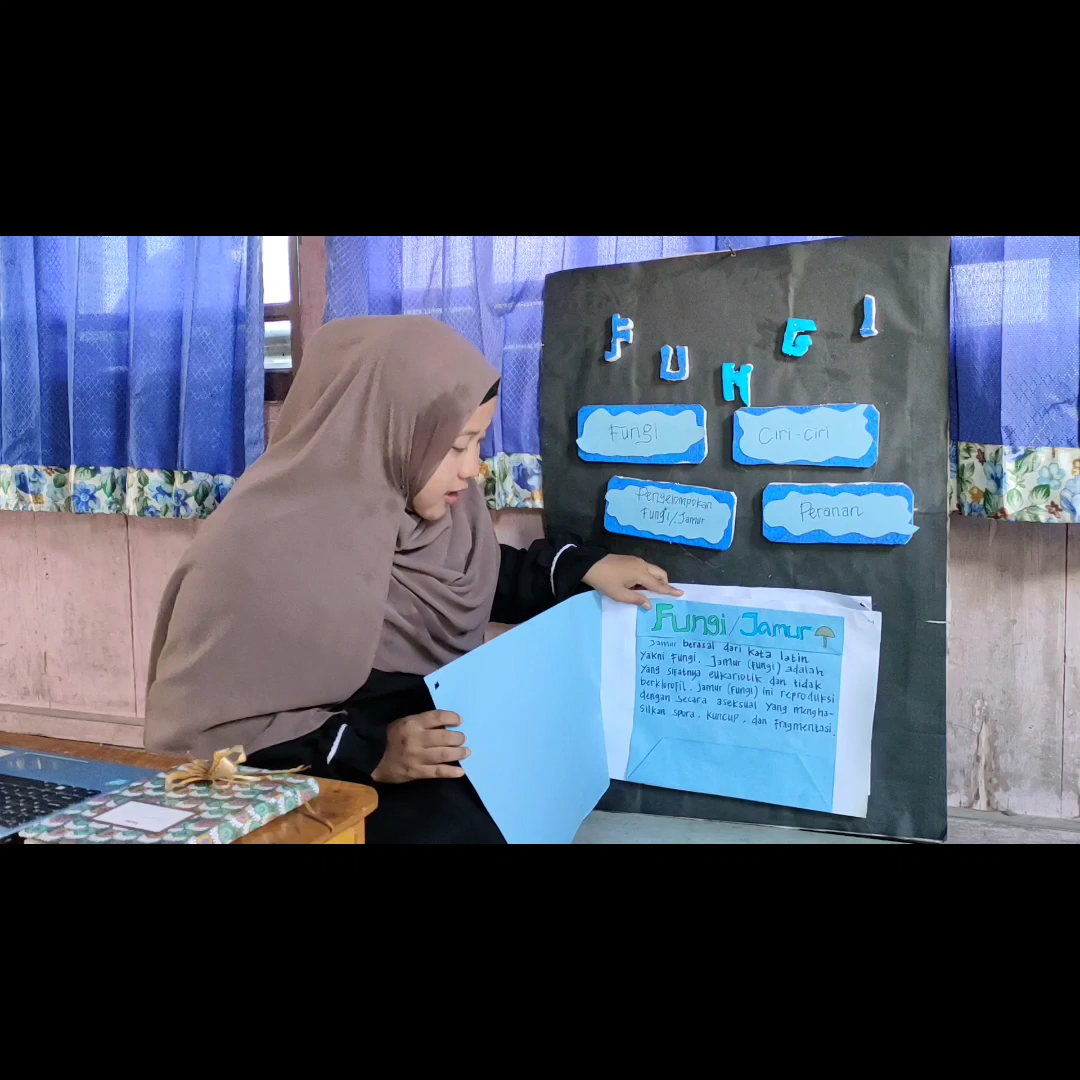 FUNGI
Fungi
Ciri-ciri
Pengelompokan
Fungi/Jamur
Peranan
Fungi/Jamur
Jamur berasal dari kata latin
yakni Fungi. Jamur (Fungi) adalah
yang sifatnya eukariotik dan tidak
berklorofil. Jamur (Fungi) ini reproduksi
dengan secara aseksual yang mengha-
silkan spora, kuncup, dan fragmentasi.